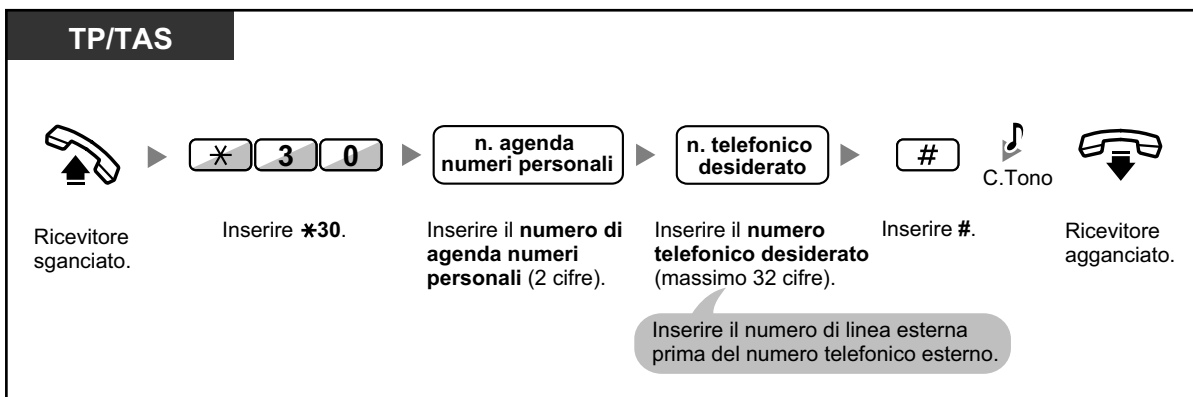 TP/TAS
✳ 3 0
n. agenda
numeri personali
n. telefonico
desiderato
#
C.Tono
Ricevitore
sganciato.
Inserire ✳30.
Inserire il numero di
agenda numeri
personali (2 cifre).
Inserire il numero
telefonico desiderato
(massimo 32 cifre).
Inserire #.
Ricevitore
agganciato.
Inserire il numero di linea esterna
prima del numero telefonico esterno.